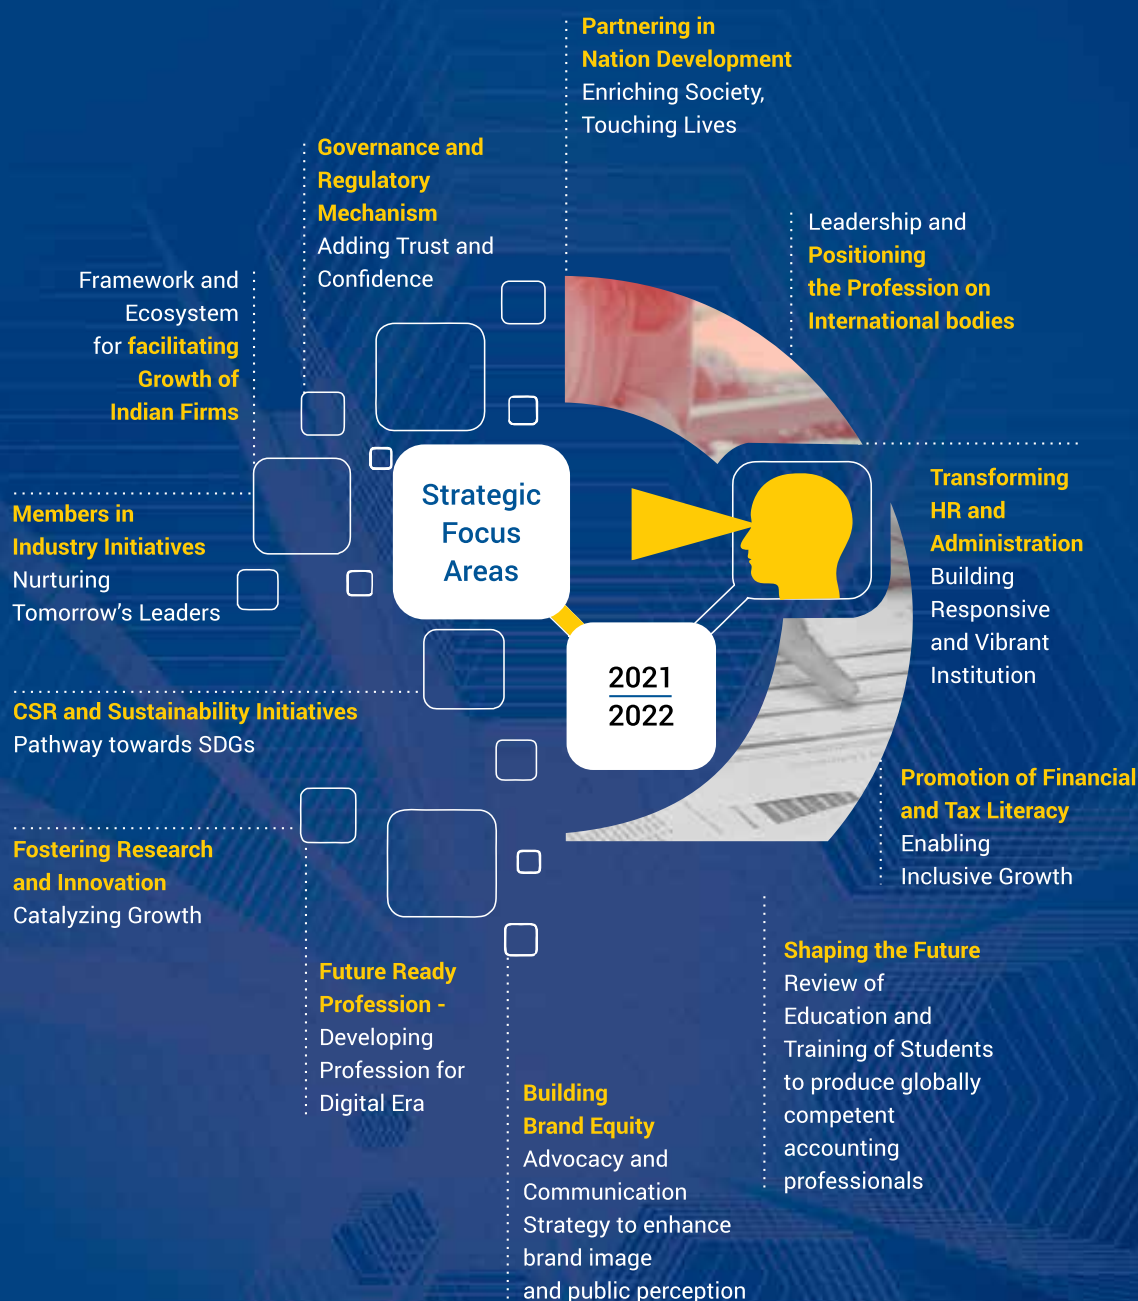 Partnering in
Nation Development
Enriching Society,
Touching Lives
Governance and
Regulatory
Mechanism
Adding Trust and
Confidence
Leadership and
Positioning
the Profession on
International bodies
Framework and
Ecosystem
for facilitating
Growth of
Indian Firms
Strategic
Focus
Areas
Transforming
HR and
Administration
Building
Responsive
and Vibrant
Institution
Members in
Industry Initiatives
Nurturing
Tomorrow's Leaders
2021
2022
CSR and Sustainability Initiatives
Pathway towards SDGs
Promotion of Financial
and Tax Literacy
Enabling
Inclusive Growth
Fostering Research
and Innovation
Catalyzing Growth
Future Ready
Profession -
Developing
Profession for
Digital Era
Shaping the Future
Review of
Education and
Training of Students
to produce globally
competent
accounting
professionals
Building
Brand Equity
Advocacy and
Communication
Strategy to enhance
brand image
and public perception